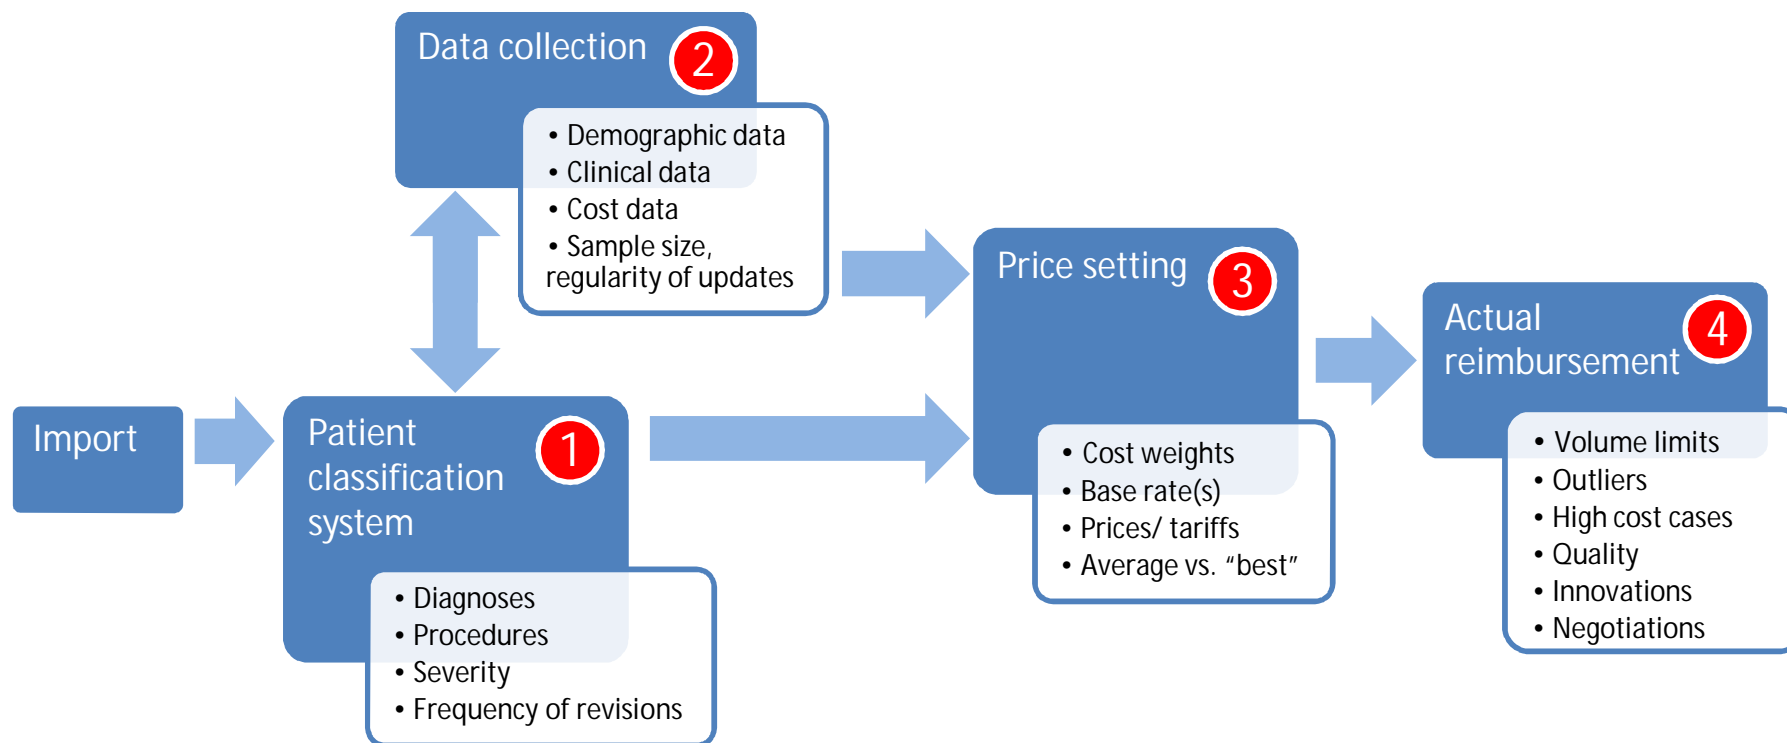 Import
Patient
classification
system
1
• Diagnoses
• Procedures
• Severity
• Frequency of revisions
Data collection
2
• Demographic data
• Clinical data
• Cost data
• Sample size,
regularity of updates
Price setting
3
• Cost weights
• Base rate(s)
• Prices/ tariffs
• Average vs. “best”
Actual
reimbursement
4
• Volume limits
• Outliers
• High cost cases
• Quality
• Innovations
• Negotiations